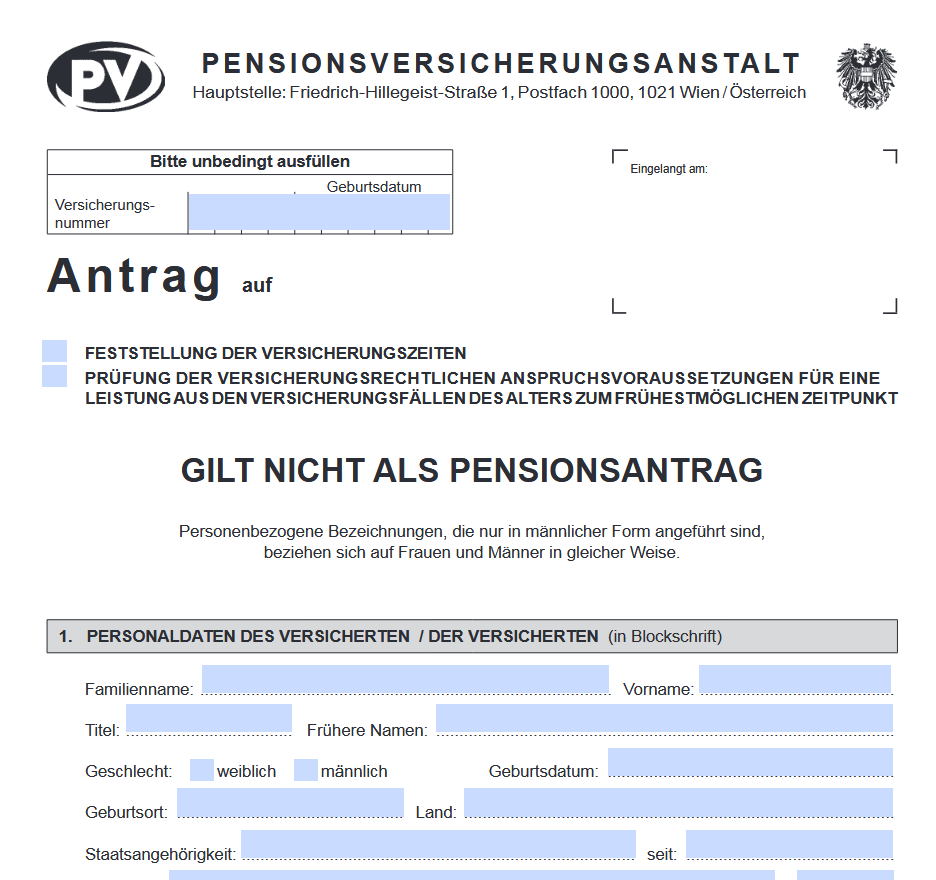 PV
PENSIONSVERSICHERUNGSANSTALT
Hauptstelle: Friedrich-Hillegeist-Straße 1, Postfach 1000, 1021 Wien / Österreich
Bitte unbedingt ausfüllen
Geburtsdatum
Versicherungs-
nummer
Eingelangt am:
Antrag auf
FESTSTELLUNG DER VERSICHERUNGSZEITEN
PRÜFUNG DER VERSICHERUNGSRECHTLICHEN ANSPRUCHSVORAUSSETZUNGEN FÜR EINE
LEISTUNG AUS DEN VERSICHERUNGSFÄLLEN DES ALTERS ZUM FRÜHESTMÖGLICHEN ZEITPUNKT
GILT NICHT ALS PENSIONSANTRAG
Personenbezogene Bezeichnungen, die nur in männlicher Form angeführt sind,
beziehen sich auf Frauen und Männer in gleicher Weise.
1. PERSONALDATEN DES VERSICHERTEN / DER VERSICHERTEN (in Blockschrift)
Familienname: Vorname:
Titel: Frühere Namen:
Geschlecht: weiblich männlich Geburtsdatum:
Geburtsort: Land:
Staatsangehörigkeit: seit: